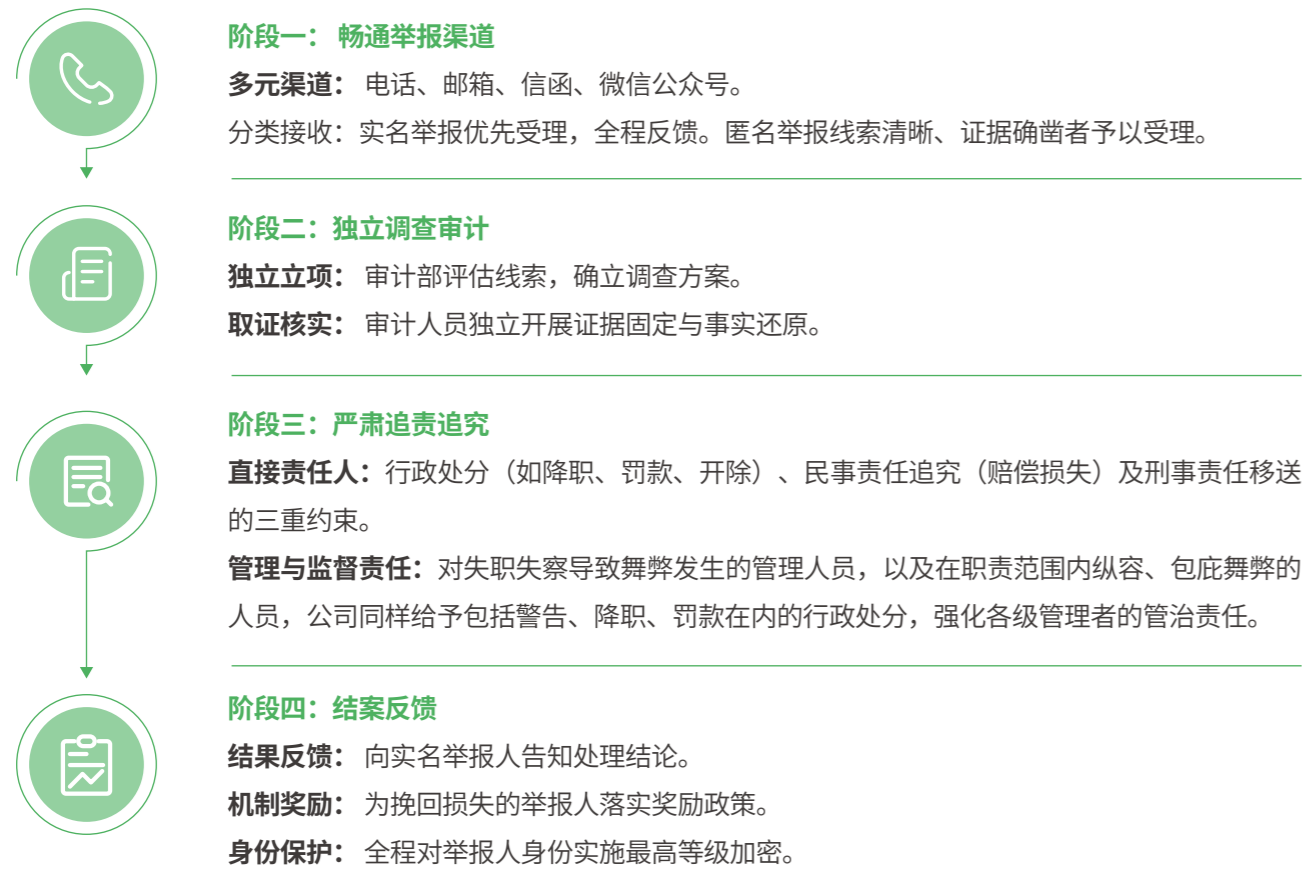 阶段一： 畅通举报渠道
多元渠道： 电话、邮箱、信函、微信公众号。
分类接收：实名举报优先受理，全程反馈。匿名举报线索清晰、证据确凿者予以受理。
阶段二：独立调查审计
独立立项： 审计部评估线索，确立调查方案。
取证核实： 审计人员独立开展证据固定与事实还原。
阶段三：严肃追责追究
直接责任人：行政处分（如降职、罚款、开除）、民事责任追究（赔偿损失）及刑事责任移送
的三重约束。
管理与监督责任：对失职失察导致舞弊发生的管理人员，以及在职责范围内纵容、包庇舞弊的
人员，公司同样给予包括警告、降职、罚款在内的行政处分，强化各级管理者的管治责任。
阶段四：结案反馈
结果反馈： 向实名举报人告知处理结论。
机制奖励： 为挽回损失的举报人落实奖励政策。
身份保护： 全程对举报人身份实施最高等级加密。